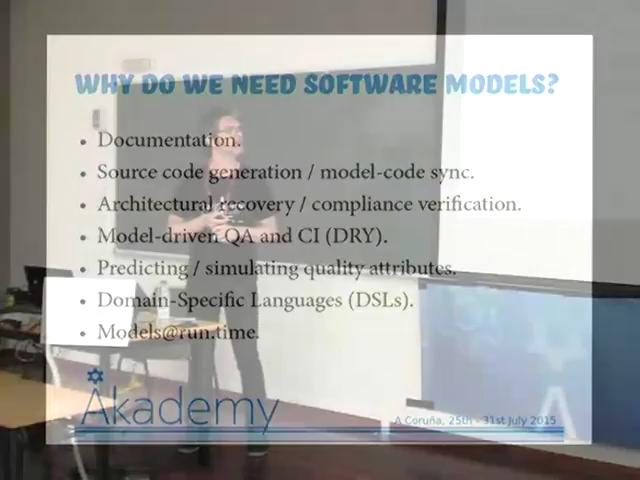 WHY DO WE NEED SOFTWARE MODELS?
• Documentation.
• Source code generation / model-code sync.
• Architectural recovery / compliance verification.
• Model-driven QA and CI (DRY).
• Predicting / simulating quality attributes.
• Domain-Specific Languages (DSLs).
• Models@run.time.
Akademy
A Coruña, 25th - 31st July 2015